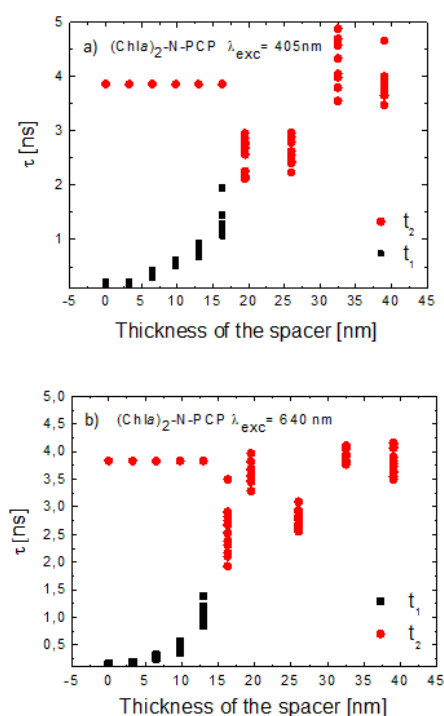 5
a) (Chla)₂-N-PCP λexc= 405nm
4
3
2
1
τ [ns]
t₂
t₁
-5 0 5 10 15 20 25 30 35 40 45
Thickness of the spacer [nm]
5,0
b) (Chla)₂-N-PCP λexc= 640 nm
4,5
4,0
3,5
3,0
2,5
2,0
1,5
1,0
0,5
τ [ns]
t₁
t₂
-5 0 5 10 15 20 25 30 35 40 45
Thickness of the spacer [nm]